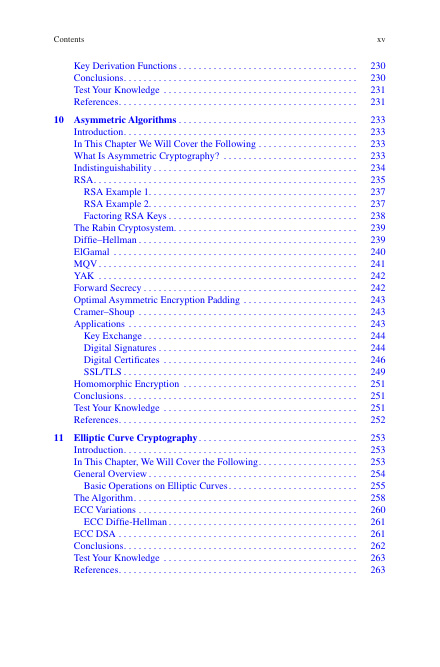 Contents xv
Key Derivation Functions . . . . . . . . . . . . . . . . . . . . . . . . . . . . . . 230
Conclusions. . . . . . . . . . . . . . . . . . . . . . . . . . . . . . 230
Test Your Knowledge . . . . . . . . . . . . . . . . . . . . . . . . . . . . . . 231
References. . . . . . . . . . . . . . . . . . . . . . . . . . . . . . 231
10 Asymmetric Algorithms . . . . . . . . . . . . . . . . . . . . . . . . . . . . . . 233
Introduction. . . . . . . . . . . . . . . . . . . . . . . . . . . . . . 233
In This Chapter We Will Cover the Following . . . . . . . . . . . . . . . . . . . . 233
What Is Asymmetric Cryptography? . . . . . . . . . . . . . . . . . . . . . . . . 233
Indistinguishability . . . . . . . . . . . . . . . . . . . . . . . . . . . . . . 234
RSA. . . . . . . . . . . . . . . . . . . . . . . . . . . . . . 235
RSA Example 1. . . . . . . . . . . . . . . . . . . . . . . . . . . . . . 237
RSA Example 2. . . . . . . . . . . . . . . . . . . . . . . . . . . . . . 237
Factoring RSA Keys . . . . . . . . . . . . . . . . . . . . . . . . . . . . . . 238
The Rabin Cryptosystem. . . . . . . . . . . . . . . . . . . . . . . . . . . . . . 239
Diffie–Hellman . . . . . . . . . . . . . . . . . . . . . . . . . . . . . . 239
ElGamal . . . . . . . . . . . . . . . . . . . . . . . . . . . . . . 240
MQV . . . . . . . . . . . . . . . . . . . . . . . . . . . . . . 241
YAK . . . . . . . . . . . . . . . . . . . . . . . . . . . . . . 242
Forward Secrecy . . . . . . . . . . . . . . . . . . . . . . . . . . . . . . 242
Optimal Asymmetric Encryption Padding . . . . . . . . . . . . . . . . . . . . 243
Cramer–Shoup . . . . . . . . . . . . . . . . . . . . . . . . . . . . . . 243
Applications . . . . . . . . . . . . . . . . . . . . . . . . . . . . . . 243
Key Exchange . . . . . . . . . . . . . . . . . . . . . . . . . . . . . . 244
Digital Signatures . . . . . . . . . . . . . . . . . . . . . . . . . . . . . . 244
Digital Certificates . . . . . . . . . . . . . . . . . . . . . . . . . . . . . . 246
SSL/TLS . . . . . . . . . . . . . . . . . . . . . . . . . . . . . . 249
Homomorphic Encryption . . . . . . . . . . . . . . . . . . . . . . . . . . . . . . 251
Conclusions. . . . . . . . . . . . . . . . . . . . . . . . . . . . . . 251
Test Your Knowledge . . . . . . . . . . . . . . . . . . . . . . . . . . . . . . 251
References. . . . . . . . . . . . . . . . . . . . . . . . . . . . . . 252
11 Elliptic Curve Cryptography . . . . . . . . . . . . . . . . . . . . . . . . . . . 253
Introduction. . . . . . . . . . . . . . . . . . . . . . . . . . . . . . 253
In This Chapter, We Will Cover the Following. . . . . . . . . . . . . . . . . . . . 253
General Overview . . . . . . . . . . . . . . . . . . . . . . . . . . . . . . 254
Basic Operations on Elliptic Curves . . . . . . . . . . . . . . . . . . . . . . 255
The Algorithm. . . . . . . . . . . . . . . . . . . . . . . . . . . . . . 258
ECC Variations . . . . . . . . . . . . . . . . . . . . . . . . . . . . . . 260
ECC Diffie-Hellman . . . . . . . . . . . . . . . . . . . . . . . . . . . . . . 261
ECC DSA . . . . . . . . . . . . . . . . . . . . . . . . . . . . . . 261
Conclusions. . . . . . . . . . . . . . . . . . . . . . . . . . . . . . 262
Test Your Knowledge . . . . . . . . . . . . . . . . . . . . . . . . . . . . . . 263
References. . . . . . . . . . . . . . . . . . . . . . . . . . . . . . 263